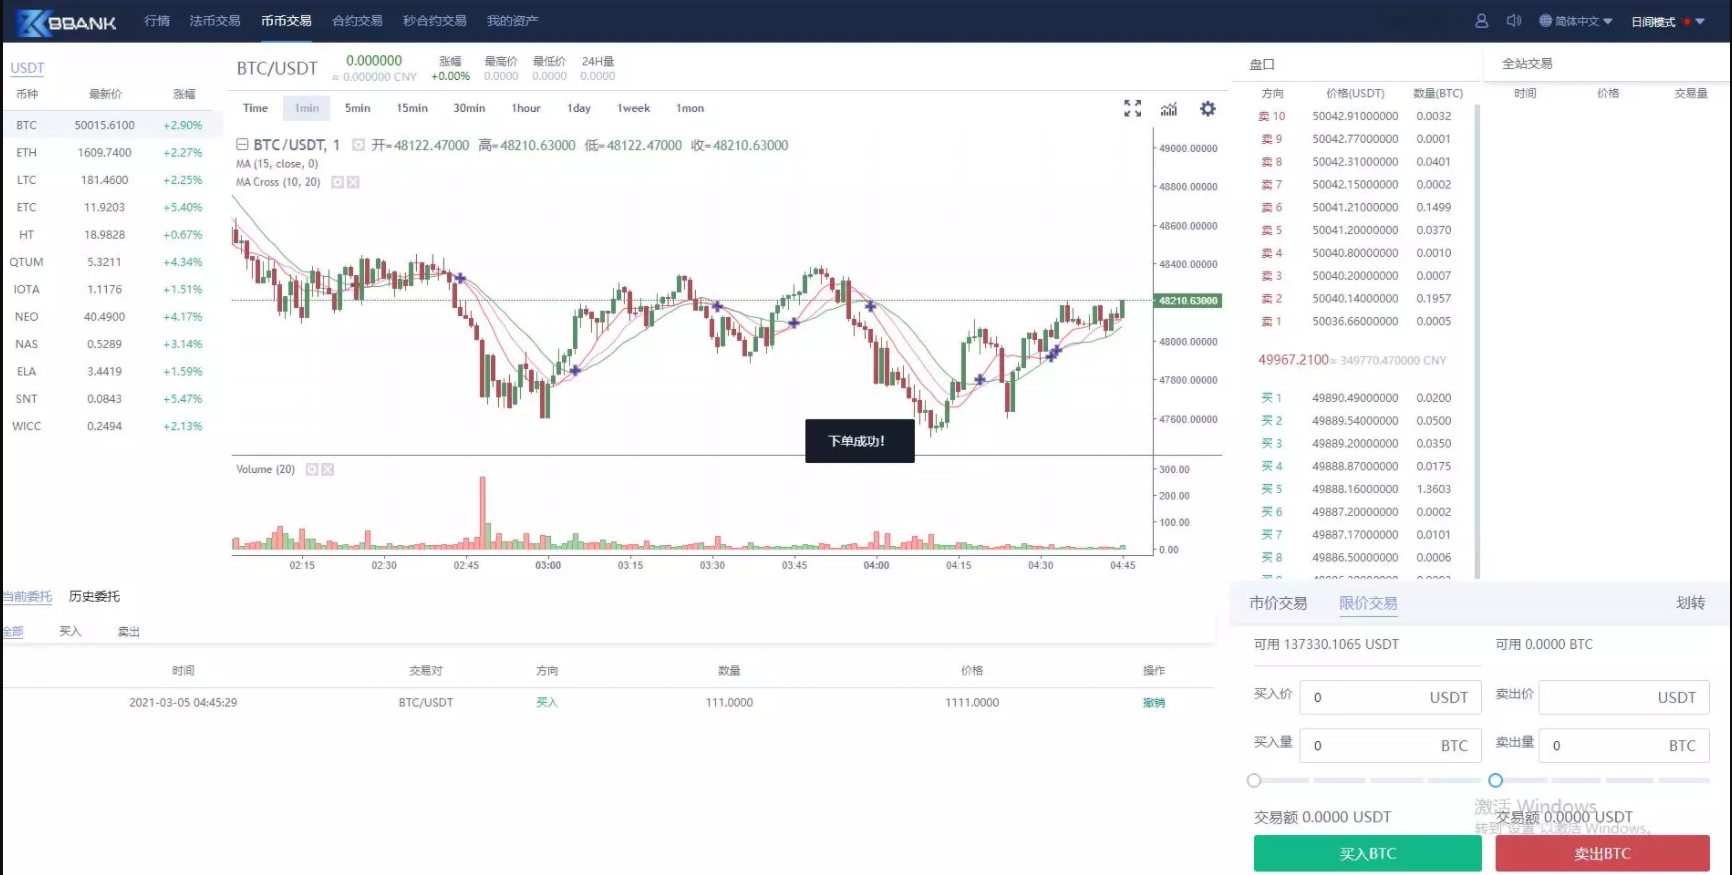 BBANK 行情 法币交易 币币交易 合约交易 秒合约交易 我的资产 简体中文 日间模式
USDT
币种 最新价 涨幅
BTC 50015.6100 +2.90%
ETH 1609.7400 +2.27%
LTC 181.4600 +2.25%
ETC 11.9203 +5.40%
HT 18.9828 +0.67%
QTUM 5.3211 +4.34%
IOTA 1.1176 +1.51%
NEO 40.4900 +4.17%
NAS 0.5289 +3.14%
ELA 3.4419 +1.59%
SNT 0.0843 +5.47%
WICC 0.2494 +2.13%
BTC/USDT
0.000000
≈ 0.000000 CNY
涨幅 最高价 最低价 24H量
+0.00% 0.0000 0.0000 0.0000
Time 1min 5min 15min 30min 1hour 1day 1week 1mon
BTC/USDT, 1 开=48122.47000 高=48210.63000 低=48122.47000 收=48210.63000
MA (15, close, 0)
MA Cross (10, 20)
49000.00000
48800.00000
48600.00000
48400.00000
48210.63000
48000.00000
47800.00000
47600.00000
下单成功!
Volume (20)
300.00
200.00
100.00
0.00
02:15 02:30 02:45 03:00 03:15 03:30 03:45 04:00 04:15 04:30 04:45
盘口
方向 价格(USDT) 数量(BTC)
卖 10 50042.91000000 0.0032
卖 9 50042.77000000 0.0001
卖 8 50042.31000000 0.0401
卖 7 50042.15000000 0.0002
卖 6 50041.21000000 0.1499
卖 5 50041.20000000 0.0370
卖 4 50040.80000000 0.0010
卖 3 50040.20000000 0.0007
卖 2 50040.14000000 0.1957
卖 1 50036.66000000 0.0005
49967.2100≈ 349770.470000 CNY
买 1 49890.49000000 0.0200
买 2 49889.54000000 0.0500
买 3 49889.20000000 0.0350
买 4 49888.87000000 0.0175
买 5 49888.16000000 1.3603
买 6 49887.20000000 0.0002
买 7 49887.17000000 0.0101
买 8 49886.50000000 0.0006
全站交易
时间 价格 交易量
当前委托 历史委托
全部 买入 卖出
时间 交易对 方向 数量 价格 操作
2021-03-05 04:45:29 BTC/USDT 买入 111.0000 1111.0000 撤销
市价交易 限价交易 划转
可用 137330.1065 USDT 可用 0.0000 BTC
买入价 0 USDT 卖出价 USDT
买入量 0 BTC 卖出量 0 BTC
激活 Windows
交易额 0.0000 USDT 交易额 0.0000 USDT
转到"设置"以激活 Windows。
买入BTC 卖出BTC